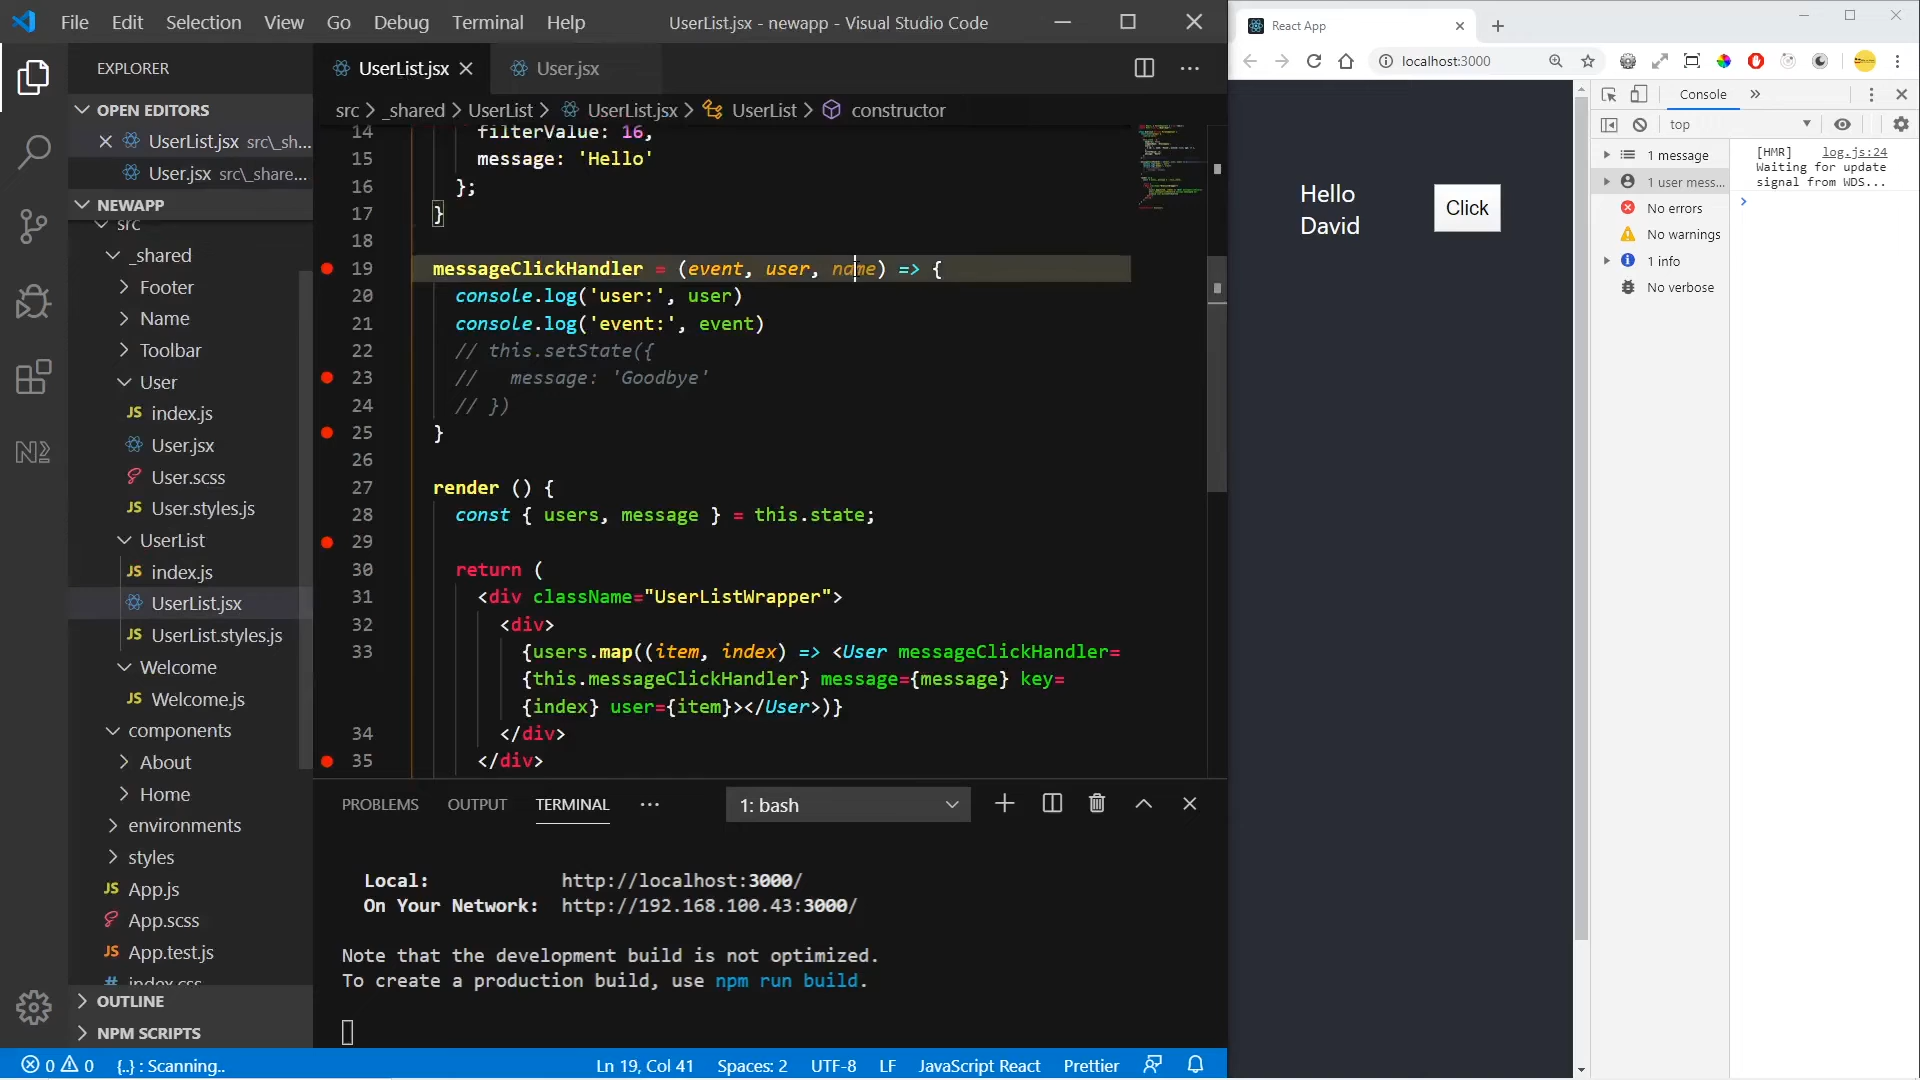 File Edit Selection View Go Debug Terminal Help
UserList.jsx - newapp - Visual Studio Code
EXPLORER
OPEN EDITORS
UserList.jsx src\_sh...
User.jsx src\_share...
NEWAPP
src
_shared
Footer
Name
Toolbar
User
JS index.js
User.jsx
User.scss
JS User.styles.js
UserList
JS index.js
UserList.jsx
JS UserList.styles.js
Welcome
JS Welcome.js
components
About
Home
environments
styles
JS App.js
App.scss
JS App.test.js
# index.css
OUTLINE
NPM SCRIPTS
UserList.jsx
User.jsx
src > _shared > UserList > UserList.jsx > UserList > constructor
14 filterValue: 16,
15 message: 'Hello'
16 };
17 }
18
19 messageClickHandler = (event, user, name) => {
20 console.log('user:', user)
21 console.log('event:', event)
22 // this.setState({
23 // message: 'Goodbye'
24 // })
25 }
26
27 render () {
28 const { users, message } = this.state;
29
30 return (
31 <div className="UserListWrapper">
32 <div>
33 {users.map((item, index) => <User messageClickHandler=
{this.messageClickHandler} message={message} key=
{index} user={item}></User>)}
34 </div>
35 </div>
PROBLEMS OUTPUT TERMINAL ···
1: bash
Local: http://localhost:3000/
On Your Network: http://192.168.100.43:3000/
Note that the development build is not optimized.
To create a production build, use npm run build.
0 0 {..} : Scanning.. Ln 19, Col 41 Spaces: 2 UTF-8 LF JavaScript React Prettier
React App
localhost:3000
Hello
David
Click
Console
top
1 message
1 user mess...
No errors
No warnings
1 info
No verbose
[HMR] log.js:24
Waiting for update
signal from WDS...